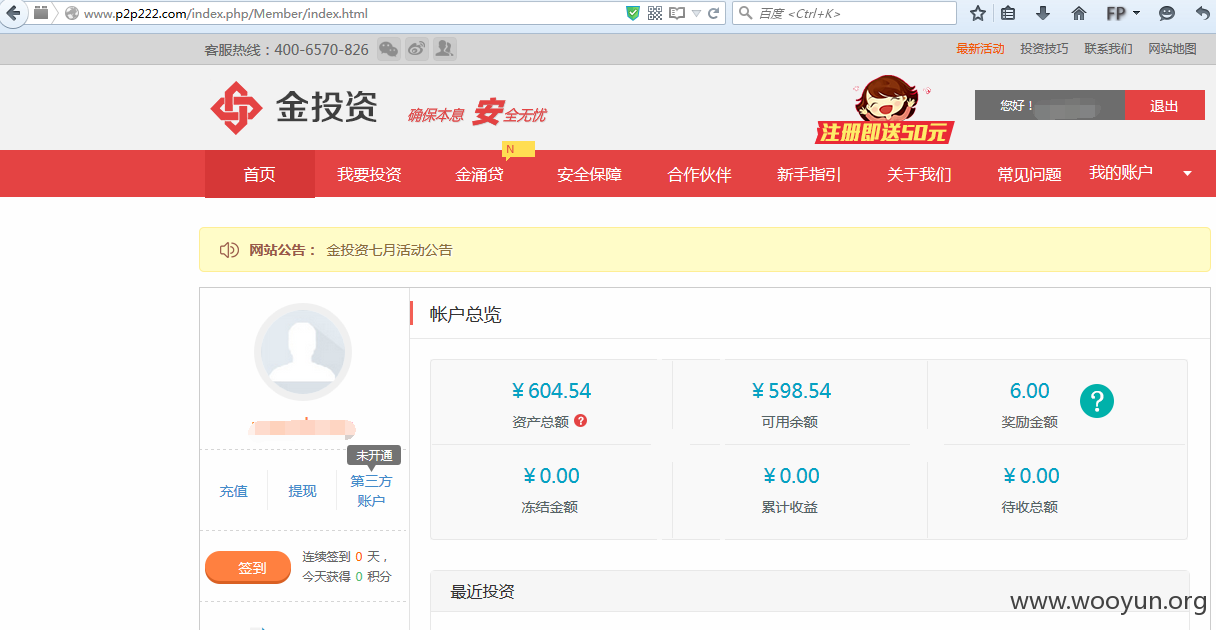 www.p2p222.com/index.php/Member/index.html
百度 <Ctrl+K>
FP
客服热线：400-6570-826
最新活动 投资技巧 联系我们 网站地图
金投资
确保本息 安全无忧
注册即送50元
您好！
退出
N
首页 我要投资 金涌贷 安全保障 合作伙伴 新手指引 关于我们 常见问题 我的账户
网站公告： 金投资七月活动公告
帐户总览
¥ 604.54 ¥ 598.54 6.00 ?
资产总额 ? 可用余额 奖励金额
¥ 0.00 ¥ 0.00 ¥ 0.00
冻结金额 累计收益 待收总额
未开通
充值 提现 第三方账户
签到
连续签到 0 天，
今天获得 0 积分
最近投资
www.wooyun.org